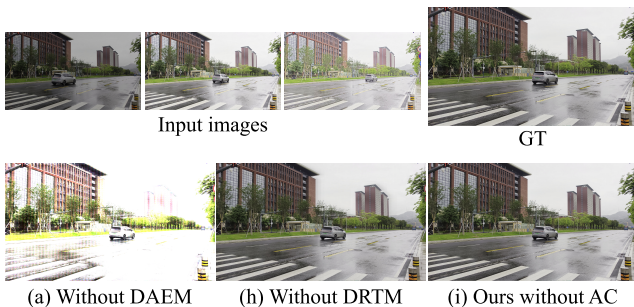 Input images
GT
(a) Without DAEM
(h) Without DRTM
(i) Ours without AC